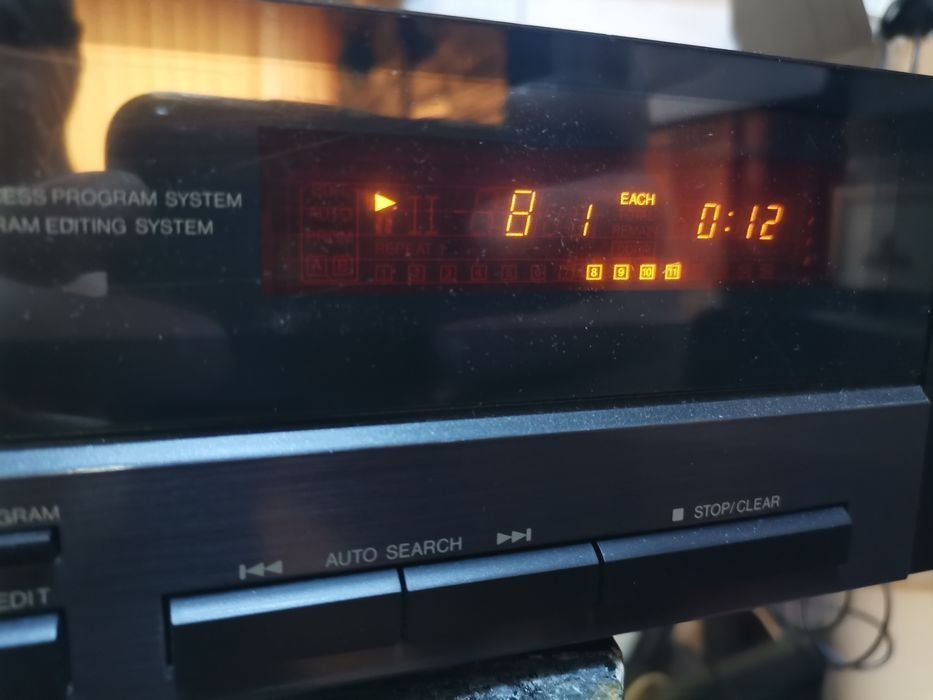 ESS PROGRAM SYSTEM
RAM EDITING SYSTEM
8 1 EACH 0:12
REPEAT
8 9 10 11
GRAM
EDIT
AUTO SEARCH
STOP/CLEAR